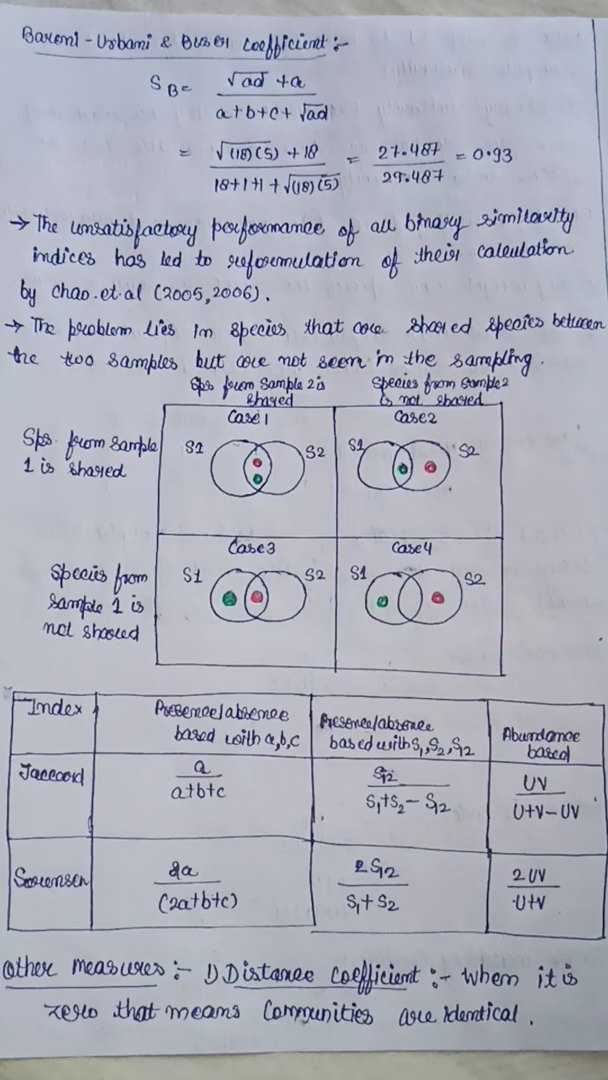 Baroni-Urbani & Buser Coefficient :-
S_B = (√ad + a) / (a+b+c+√ad)
= (√(18)(5) + 18) / (18+1+1+√(18)(5)) = 27.487 / 29.487 = 0.93
→ The unsatisfactory performance of all binary similarity
indices has led to reformulation of their calculation
by chao.et.al (2005,2006).
→ The problem lies in species that are shared species between
the two samples but are not seem in the sampling.
Sps from sample 2 is shared
Species from sample 2 is not shared
Sps. from sample 1 is shared
Case 1
S1 S2
Case 2
S1 S2
Species from sample 1 is not shared
Case 3
S1 S2
Case 4
S1 S2
Index
Presence/absence based with a,b,c
Presence/absence based with S₁,S₂,S₁₂
Abundance based
Jaccard
a / a+b+c
S₁₂ / S₁+S₂-S₁₂
UV / U+V-UV
Sorensen
2a / (2a+b+c)
2S₁₂ / S₁+S₂
2UV / U+V
Other measures :- 1) Distance coefficient :- when it is
zero that means Communities are identical.